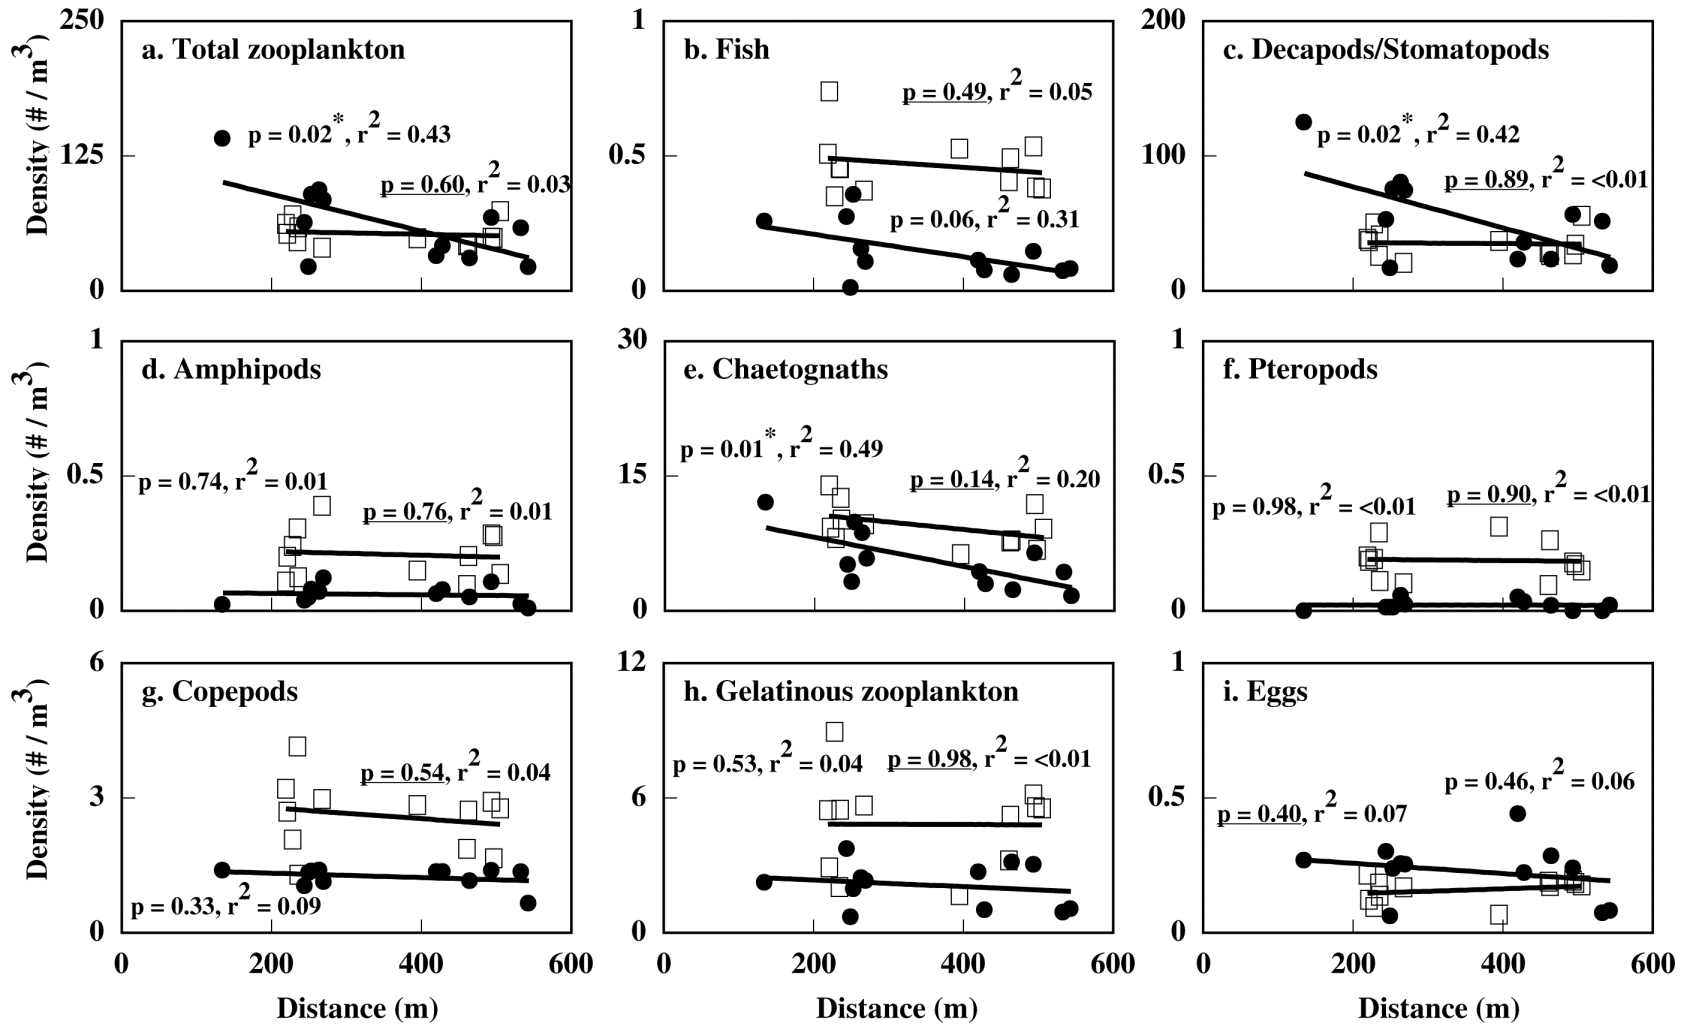 250
a. Total zooplankton
p = 0.02*, r2 = 0.43
p = 0.60, r2 = 0.03
125
0
Density (# / m3)
1
b. Fish
p = 0.49, r2 = 0.05
0.5
p = 0.06, r2 = 0.31
0
200
c. Decapods/Stomatopods
p = 0.02*, r2 = 0.42
100
p = 0.89, r2 = <0.01
0
1
d. Amphipods
0.5
p = 0.74, r2 = 0.01
p = 0.76, r2 = 0.01
0
Density (# / m3)
30
e. Chaetognaths
p = 0.01*, r2 = 0.49
15
p = 0.14, r2 = 0.20
0
1
f. Pteropods
0.5
p = 0.98, r2 = <0.01
p = 0.90, r2 = <0.01
0
6
g. Copepods
p = 0.54, r2 = 0.04
3
p = 0.33, r2 = 0.09
0
Density (# / m3)
0 200 400 600
Distance (m)
12
h. Gelatinous zooplankton
p = 0.53, r2 = 0.04
p = 0.98, r2 = <0.01
6
0
0 200 400 600
Distance (m)
1
i. Eggs
p = 0.46, r2 = 0.06
0.5
p = 0.40, r2 = 0.07
0
0 200 400 600
Distance (m)